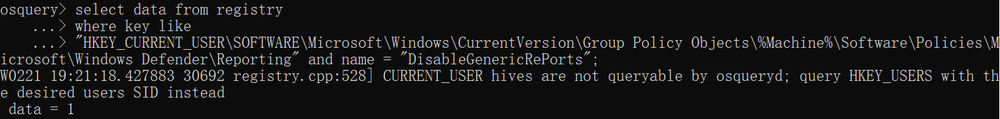 osquery> select data from registry
    ...> where key like
    ...> "HKEY_CURRENT_USER\SOFTWARE\Microsoft\Windows\CurrentVersion\Group Policy Objects\%Machine%\Software\Policies\M
icrosoft\Windows Defender\Reporting" and name = "DisableGenericRePorts";
W0221 19:21:18.427883 30692 registry.cpp:528] CURRENT_USER hives are not queryable by osqueryd; query HKEY_USERS with th
e desired users SID instead
 data = 1